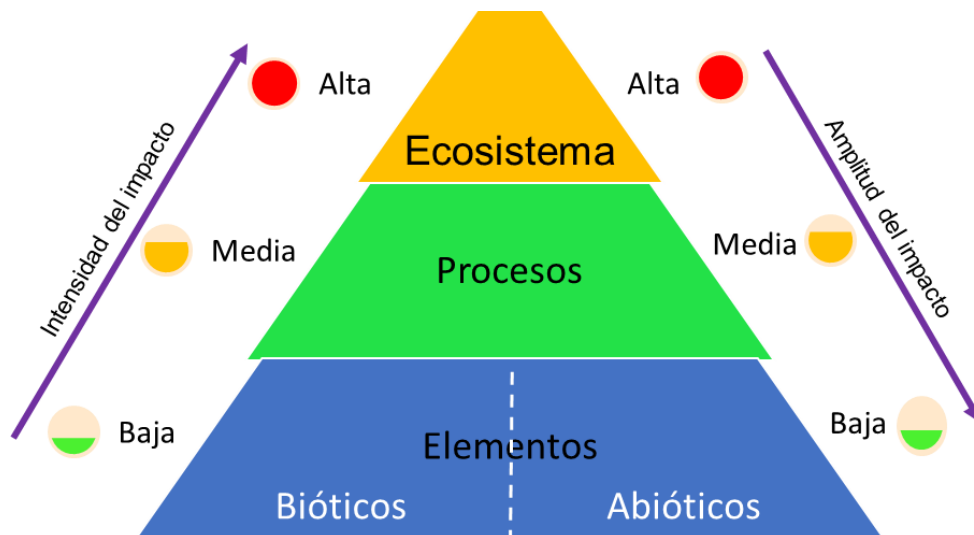 Alta
Alta
Ecosistema
Intensidad del impacto
Amplitud del impacto
Media
Media
Procesos
Baja
Baja
Elementos
Bióticos
Abióticos